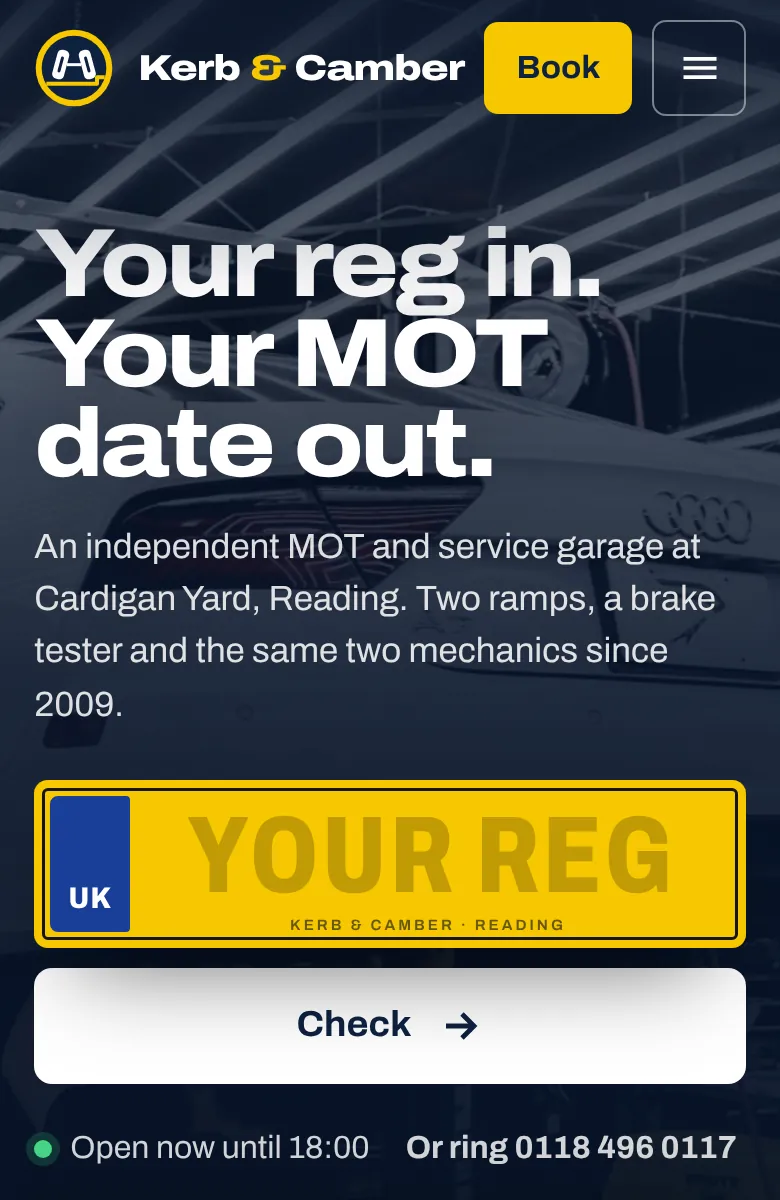 Kerb & Camber
Book
Your reg in.
Your MOT
date out.
An independent MOT and service garage at
Cardigan Yard, Reading. Two ramps, a brake
tester and the same two mechanics since
2009.
UK
YOUR REG
KERB & CAMBER · READING
Check →
Open now until 18:00
Or ring 0118 496 0117